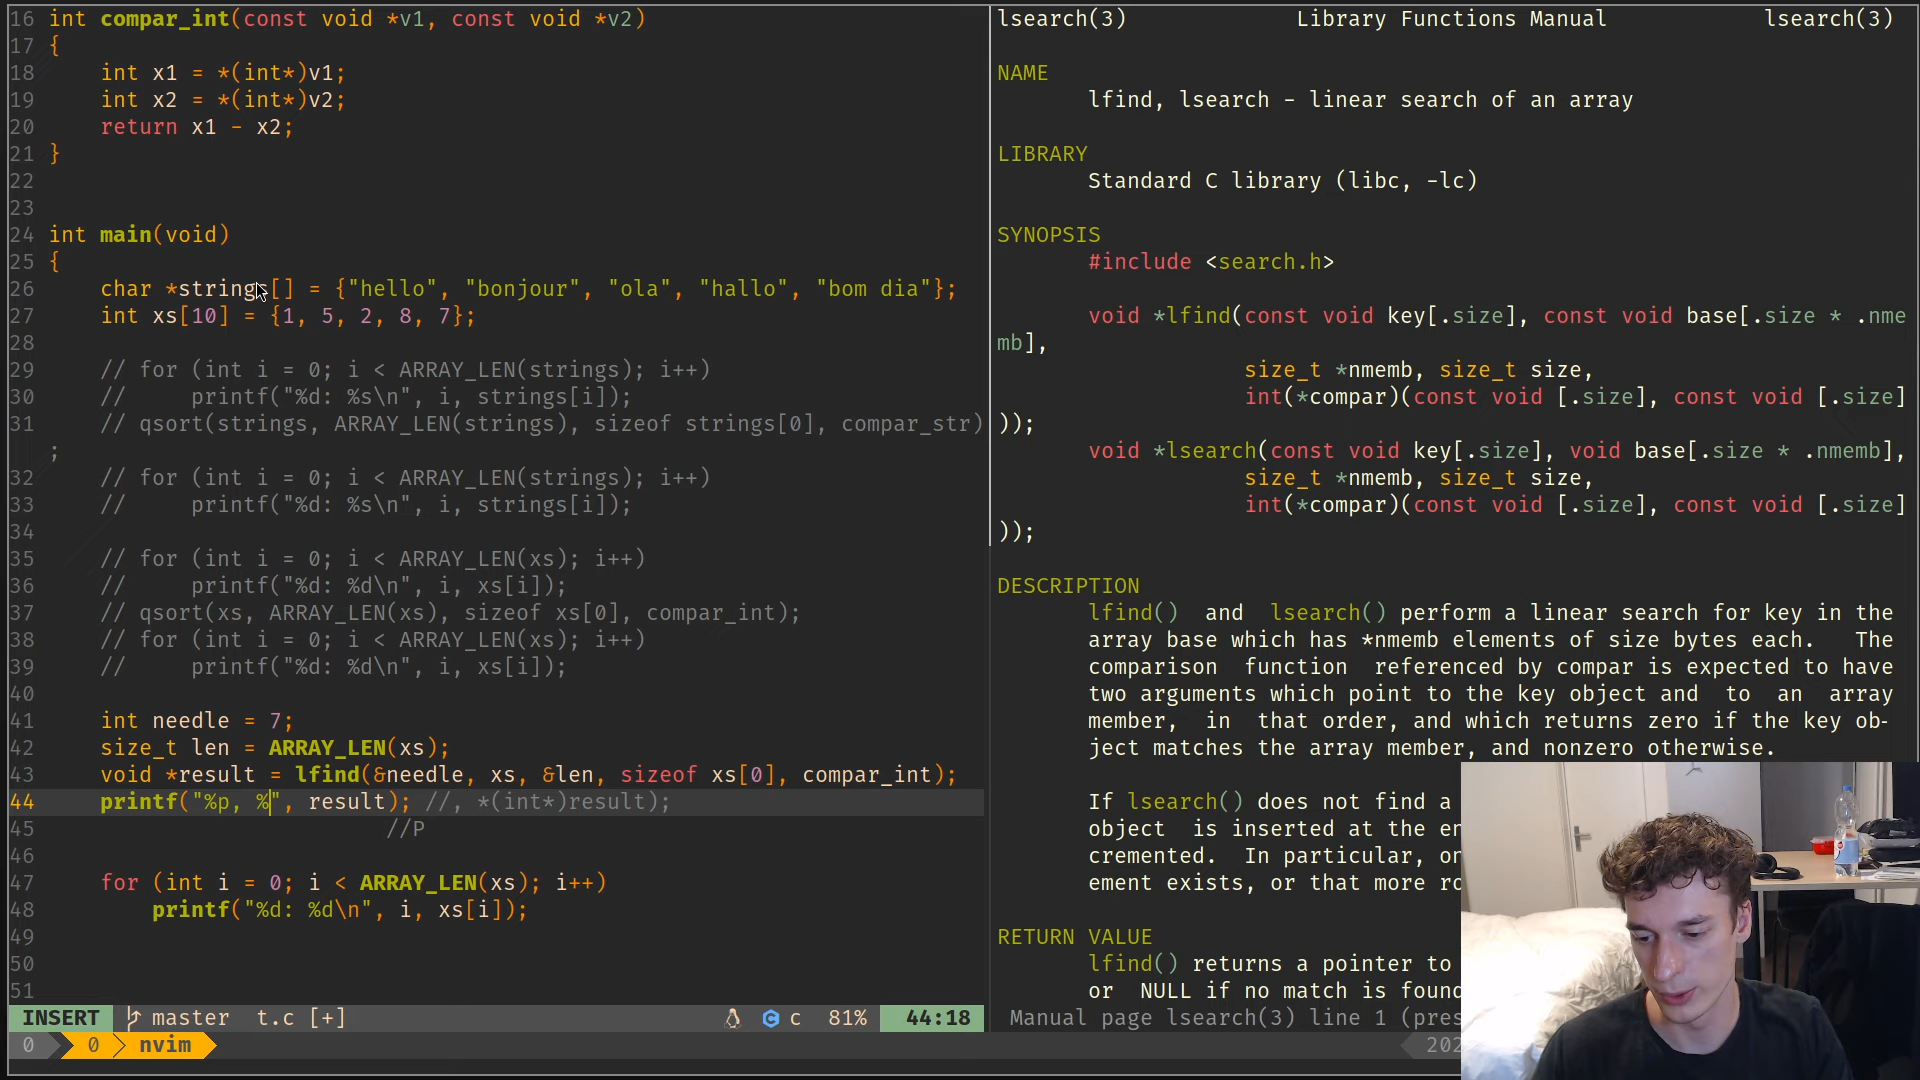 16 int compar_int(const void *v1, const void *v2)
17 {
18     int x1 = *(int*)v1;
19     int x2 = *(int*)v2;
20     return x1 - x2;
21 }
22
23
24 int main(void)
25 {
26     char *strings[] = {"hello", "bonjour", "ola", "hallo", "bom dia"};
27     int xs[10] = {1, 5, 2, 8, 7};
28
29     // for (int i = 0; i < ARRAY_LEN(strings); i++)
30     //     printf("%d: %s\n", i, strings[i]);
31     // qsort(strings, ARRAY_LEN(strings), sizeof strings[0], compar_str)
;
32     // for (int i = 0; i < ARRAY_LEN(strings); i++)
33     //     printf("%d: %s\n", i, strings[i]);
34
35     // for (int i = 0; i < ARRAY_LEN(xs); i++)
36     //     printf("%d: %d\n", i, xs[i]);
37     // qsort(xs, ARRAY_LEN(xs), sizeof xs[0], compar_int);
38     // for (int i = 0; i < ARRAY_LEN(xs); i++)
39     //     printf("%d: %d\n", i, xs[i]);
40
41     int needle = 7;
42     size_t len = ARRAY_LEN(xs);
43     void *result = lfind(&needle, xs, &len, sizeof xs[0], compar_int);
44     printf("%p, %", result); //, *(int*)result);
45                           //P
46
47     for (int i = 0; i < ARRAY_LEN(xs); i++)
48         printf("%d: %d\n", i, xs[i]);
49
50
51
INSERT master t.c [+] c 81% 44:18
0 0 nvim
lsearch(3) Library Functions Manual lsearch(3)
NAME
lfind, lsearch - linear search of an array
LIBRARY
Standard C library (libc, -lc)
SYNOPSIS
#include <search.h>
void *lfind(const void key[.size], const void base[.size * .nme
mb],
size_t *nmemb, size_t size,
int(*compar)(const void [.size], const void [.size]
));
void *lsearch(const void key[.size], void base[.size * .nmemb],
size_t *nmemb, size_t size,
int(*compar)(const void [.size], const void [.size]
));
DESCRIPTION
lfind() and lsearch() perform a linear search for key in the
array base which has *nmemb elements of size bytes each. The
comparison function referenced by compar is expected to have
two arguments which point to the key object and to an array
member, in that order, and which returns zero if the key ob-
ject matches the array member, and nonzero otherwise.
If lsearch() does not find a
object is inserted at the en
cremented. In particular, on
ement exists, or that more ro
RETURN VALUE
lfind() returns a pointer to
or NULL if no match is found
Manual page lsearch(3) line 1 (pres
202